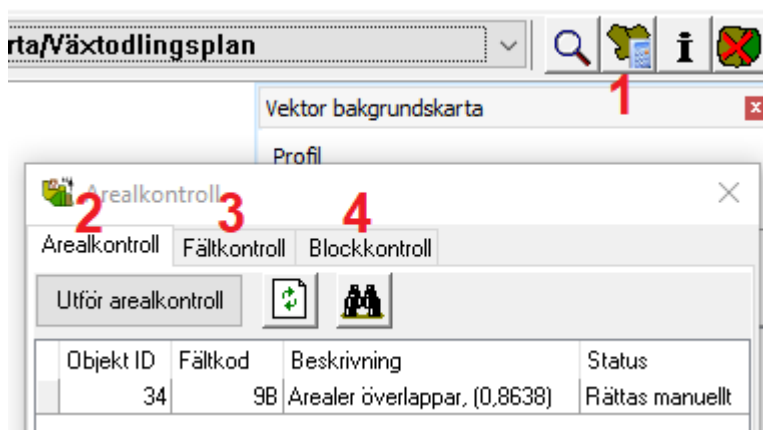 rta/Växtodlingsplan
1
Vektor bakgrundskarta
Profil
Arealkontroll
2 3 4
Arealkontroll Fältkontroll Blockkontroll
Utför arealkontroll
Objekt ID Fältkod Beskrivning Status
34 9B Arealer överlappar, (0,8638) Rättas manuellt